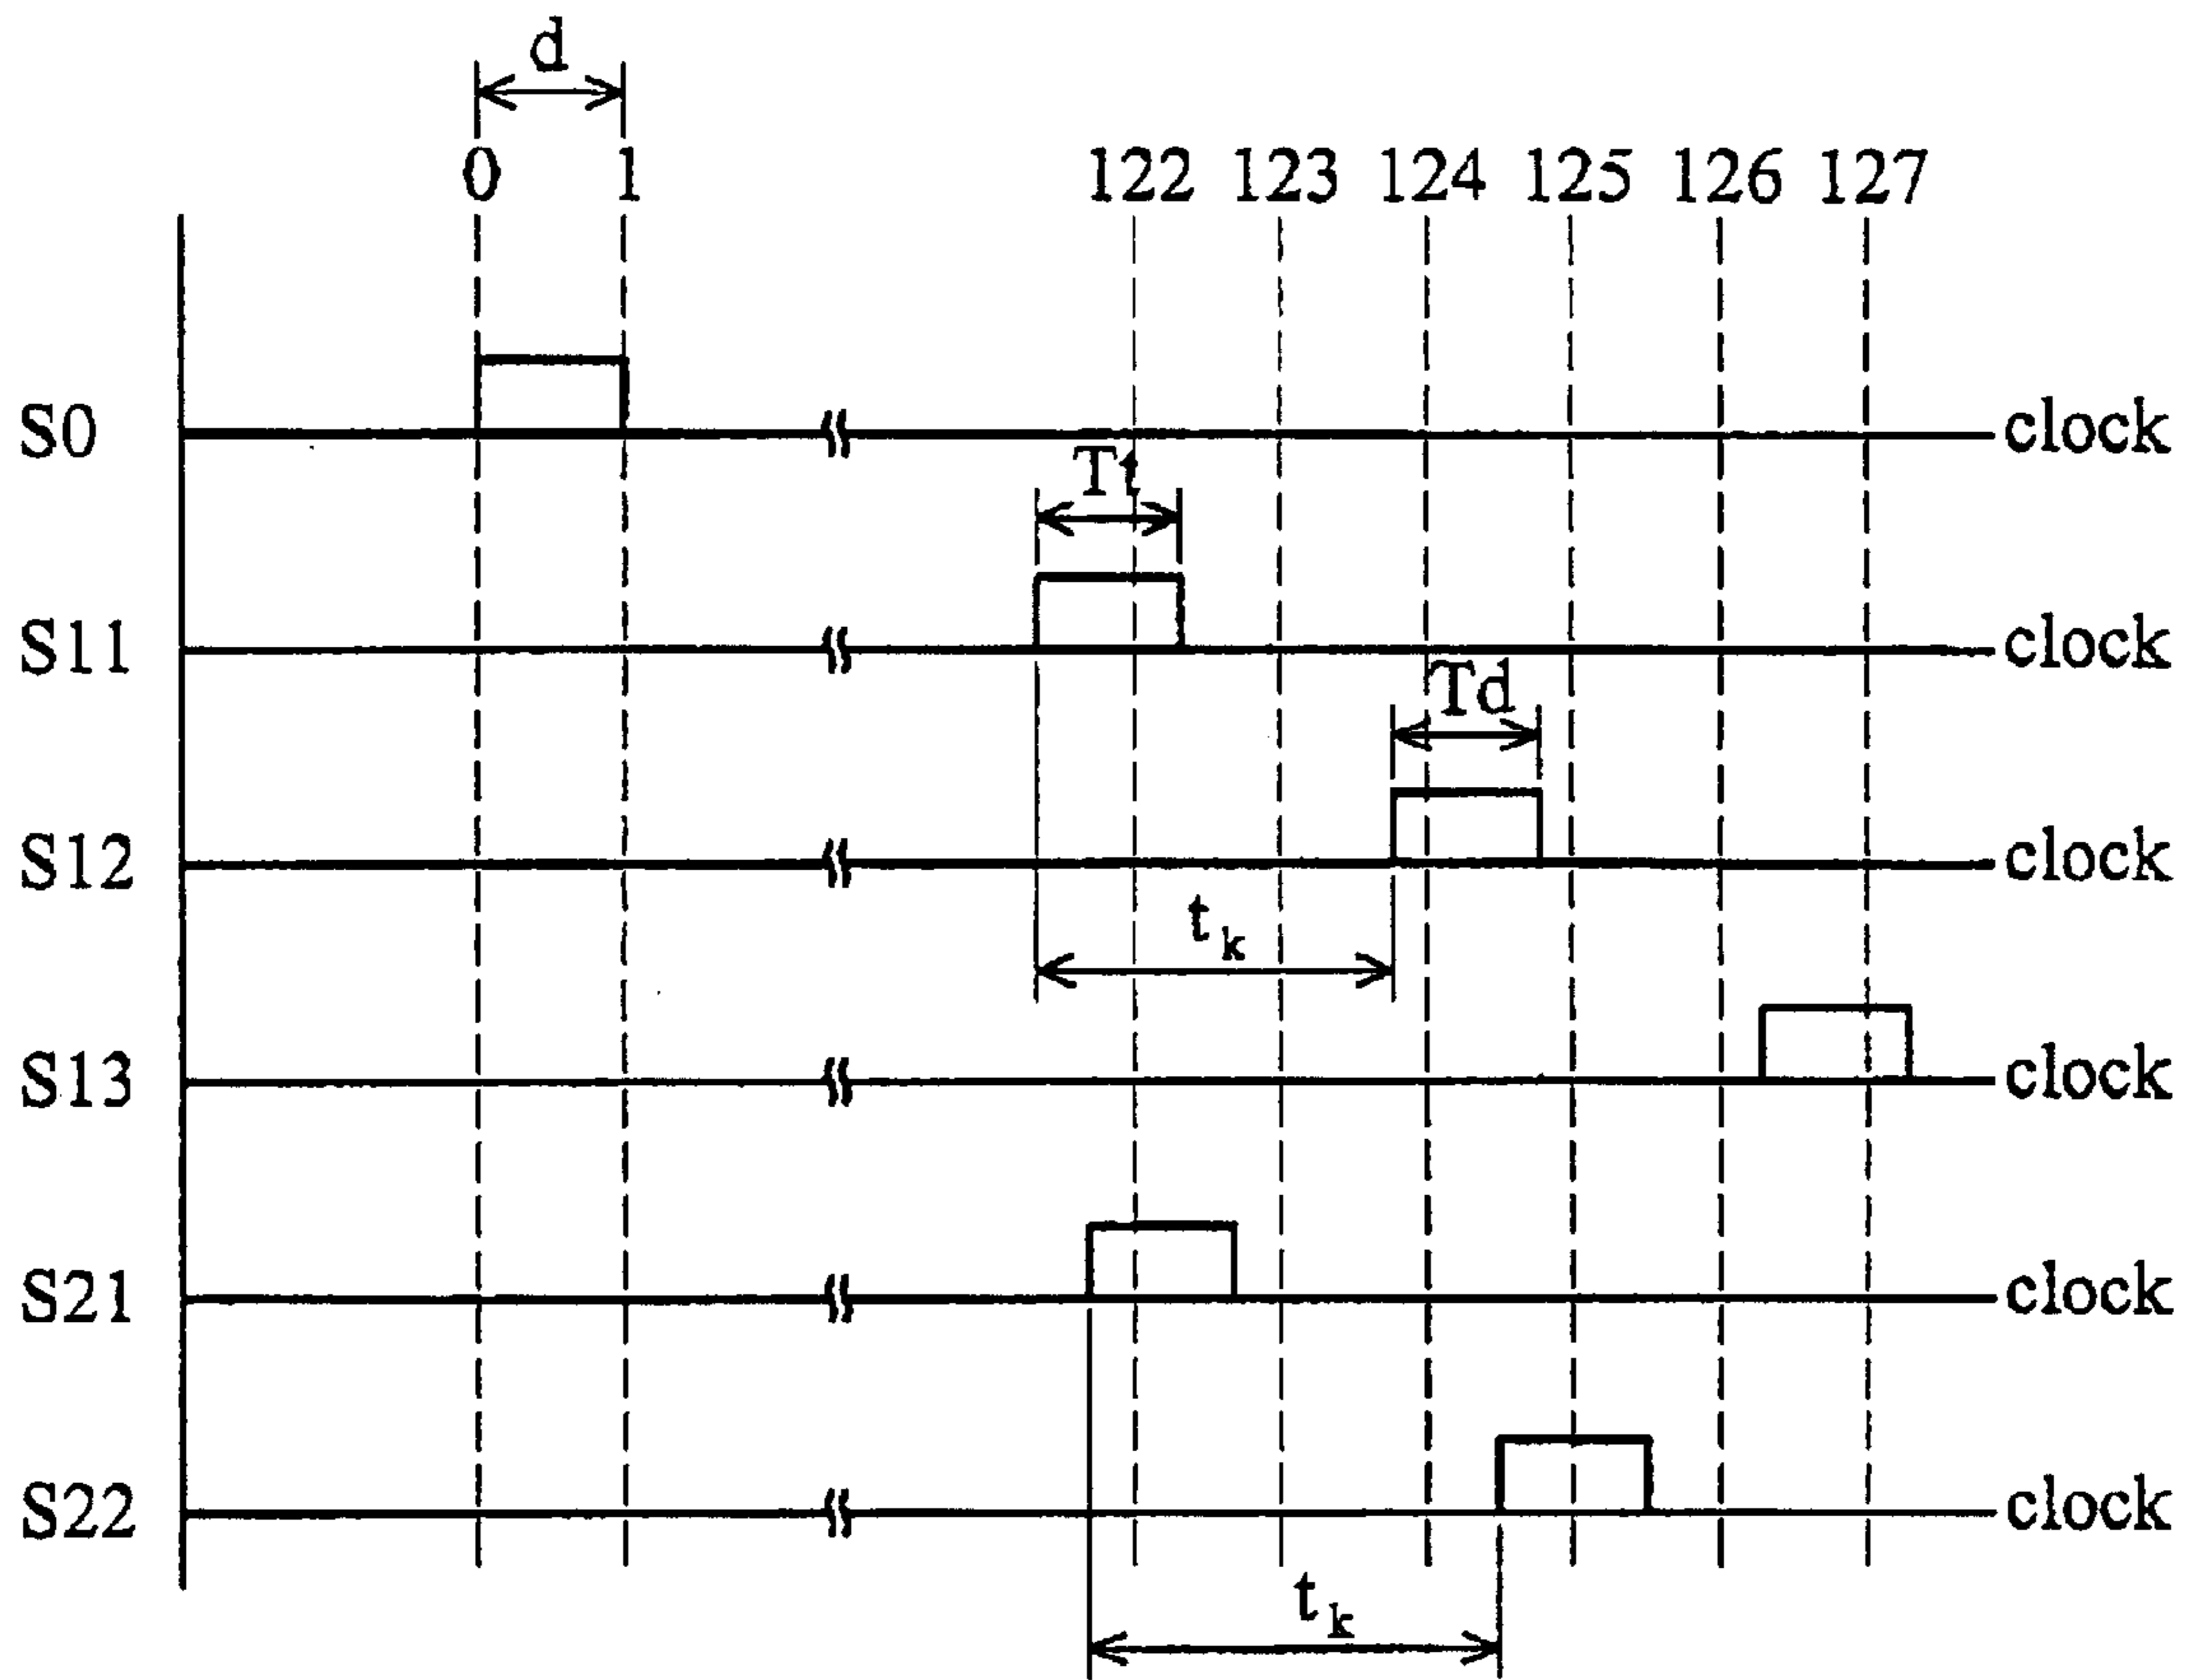 d
0 1 122 123 124 125 126 127
S0 clock
Tt
S11 clock
Td
S12 clock
tk
S13 clock
S21 clock
S22 clock
tk